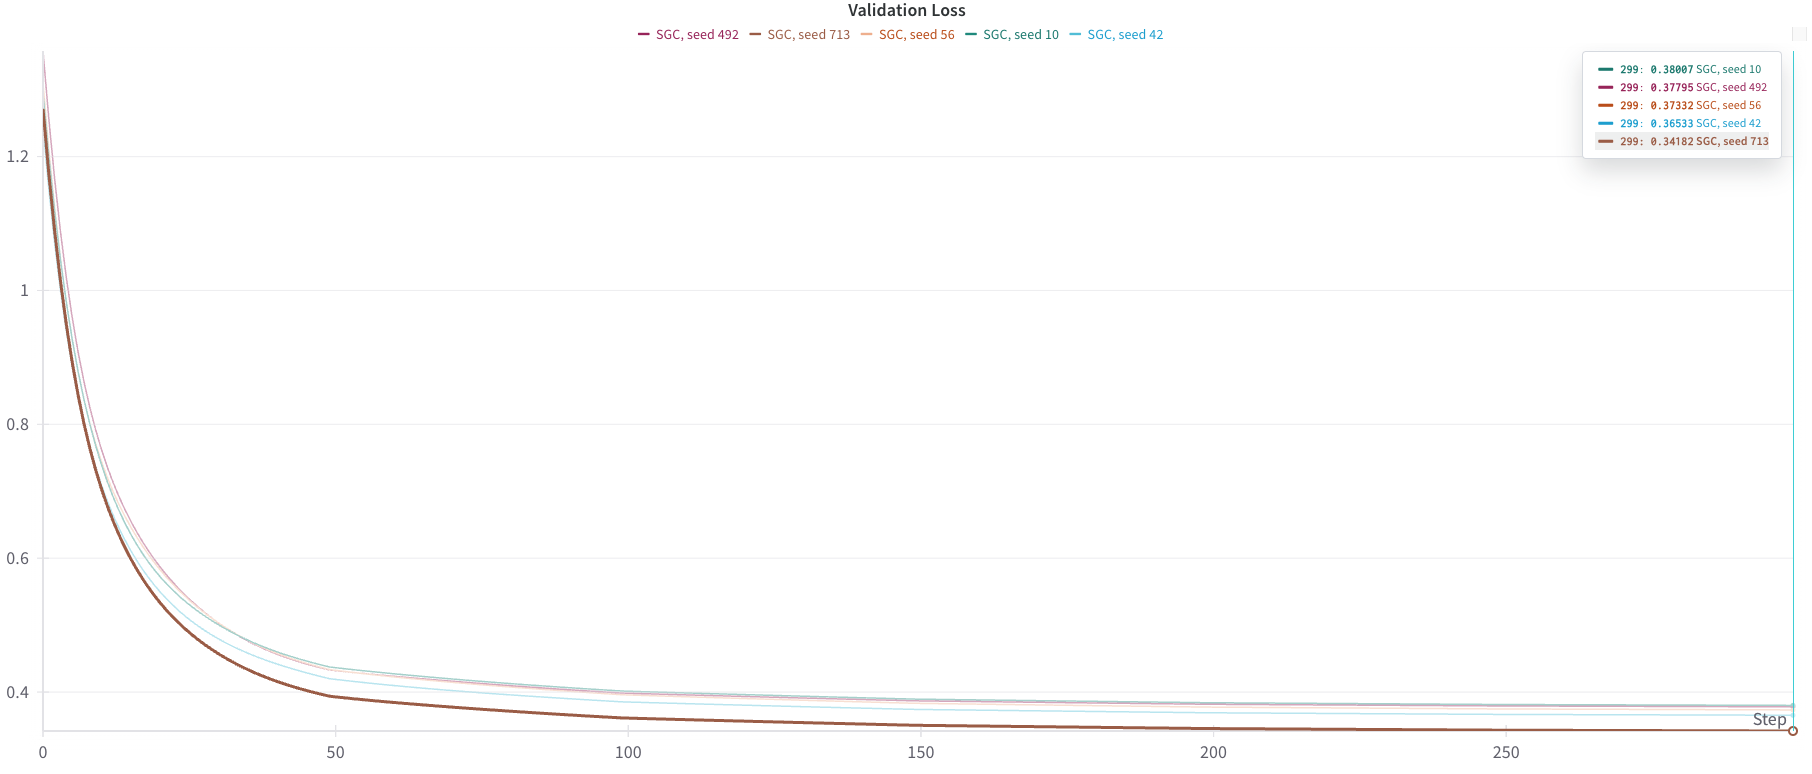 Validation Loss
SGC, seed 492 SGC, seed 713 SGC, seed 56 SGC, seed 10 SGC, seed 42
299: 0.38007 SGC, seed 10
299: 0.37795 SGC, seed 492
299: 0.37332 SGC, seed 56
299: 0.36533 SGC, seed 42
299: 0.34182 SGC, seed 713
1.2
1
0.8
0.6
0.4
Step
0 50 100 150 200 250